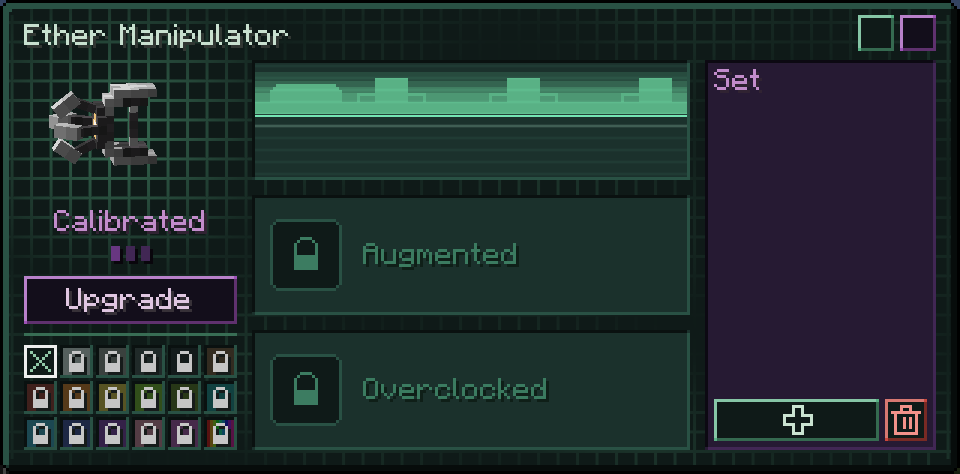 Ether Manipulator
Calibrated
Upgrade
Augmented
Overclocked
Set